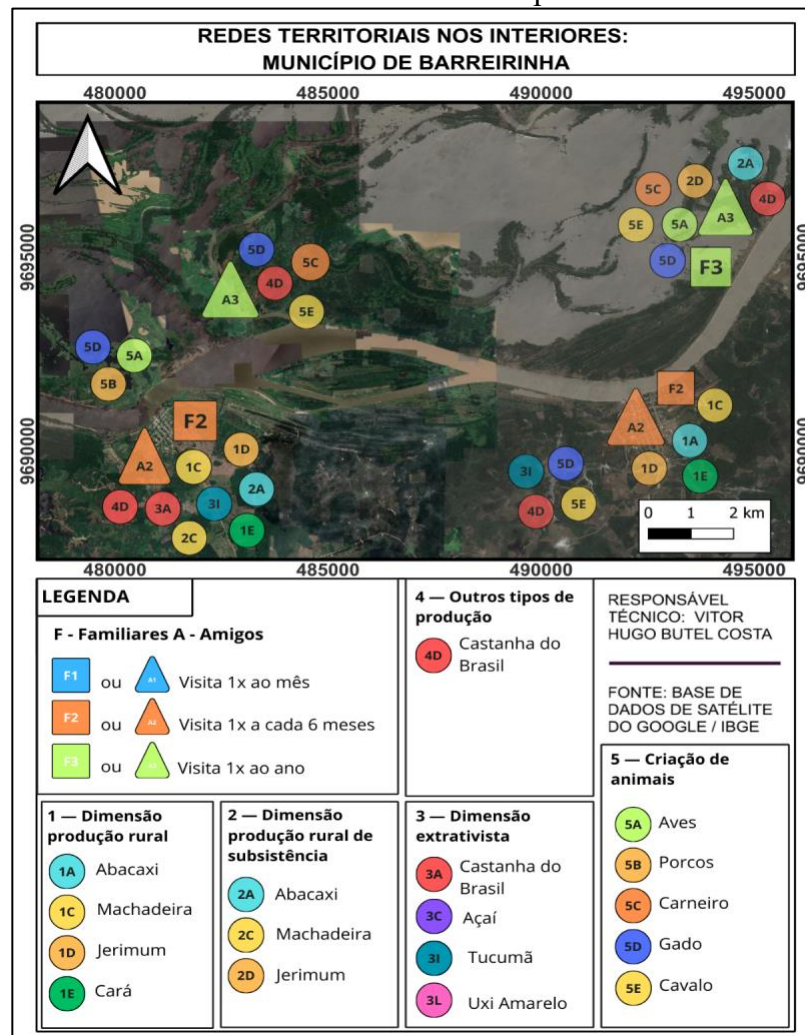 REDES TERRITORIAIS NOS INTERIORES:
MUNICÍPIO DE BARREIRINHA
480000 485000 490000 495000
9695000
9690000
9695000
9690000
2A
5C
2D
4D
5E
5A
A3
5D
F3
5D
5C
4D
A3
5E
5D
5A
5B
F2
A2
1C
1D
2A
4D
3A
3I
2C
1E
F2
1C
A2
1A
3I
5D
1D
1E
4D
5E
0 1 2 km
480000 485000 490000 495000
LEGENDA
F - Familiares A - Amigos
F1 ou A1 Visita 1x ao mês
F2 ou A2 Visita 1x a cada 6 meses
F3 ou Visita 1x ao ano
4 — Outros tipos de
produção
4D Castanha do
Brasil
RESPONSÁVEL
TÉCNICO: VITOR
HUGO BUTEL COSTA
FONTE: BASE DE
DADOS DE SATÉLITE
DO GOOGLE / IBGE
1 — Dimensão
produção rural
1A Abacaxi
1C Machadeira
1D Jerimum
1E Cará
2 — Dimensão
produção rural de
subsistência
2A Abacaxi
2C Machadeira
2D Jerimum
3 — Dimensão
extrativista
3A Castanha do
Brasil
3C Açaí
3I Tucumã
3L Uxi Amarelo
5 — Criação de
animais
5A Aves
5B Porcos
5C Carneiro
5D Gado
5E Cavalo